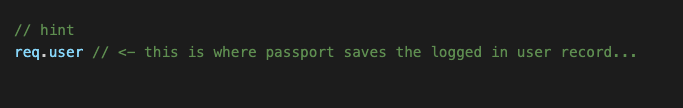 // hint
req.user // <- this is where passport saves the logged in user record...